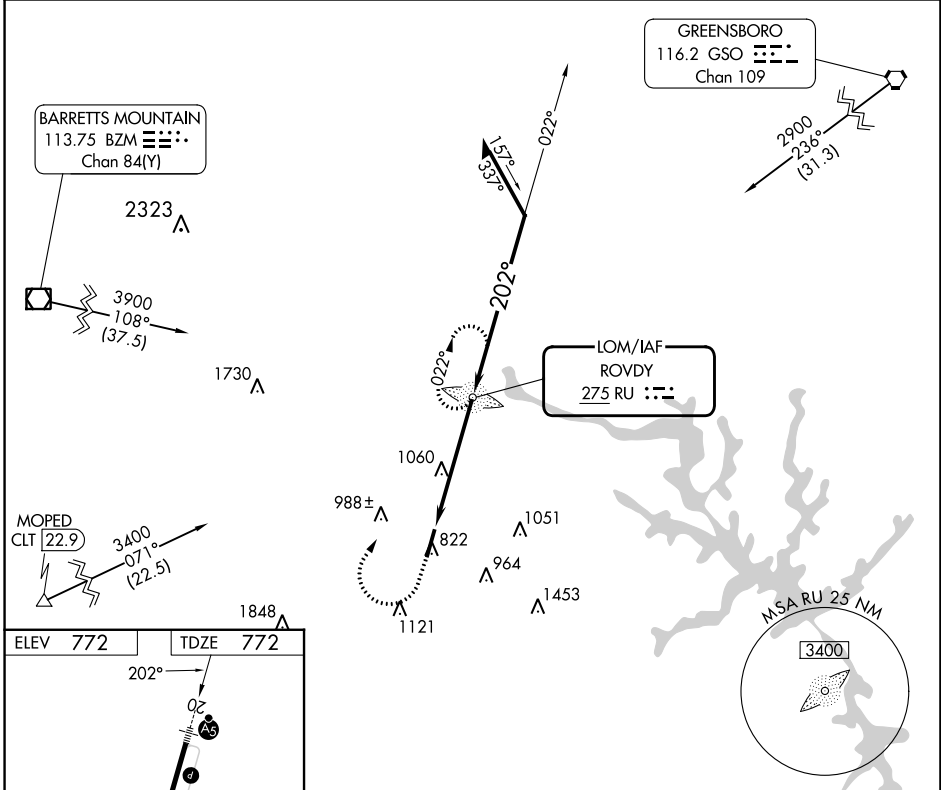 GREENSBORO
116.2 GSO
Chan 109
BARRETTS MOUNTAIN
113.75 BZM
Chan 84(Y)
2900
236°
(31.3)
022°
157°
337°
2323
202°
3900
108°
(37.5)
LOM/IAF
ROVDY
275 RU
022°
1730
1060
988±
1051
MOPED
CLT 22.9
3400
071°
(22.5)
822
964
1453
1121
1848
MSA RU 25 NM
3400
ELEV 772
TDZE 772
202°
20
A5
P